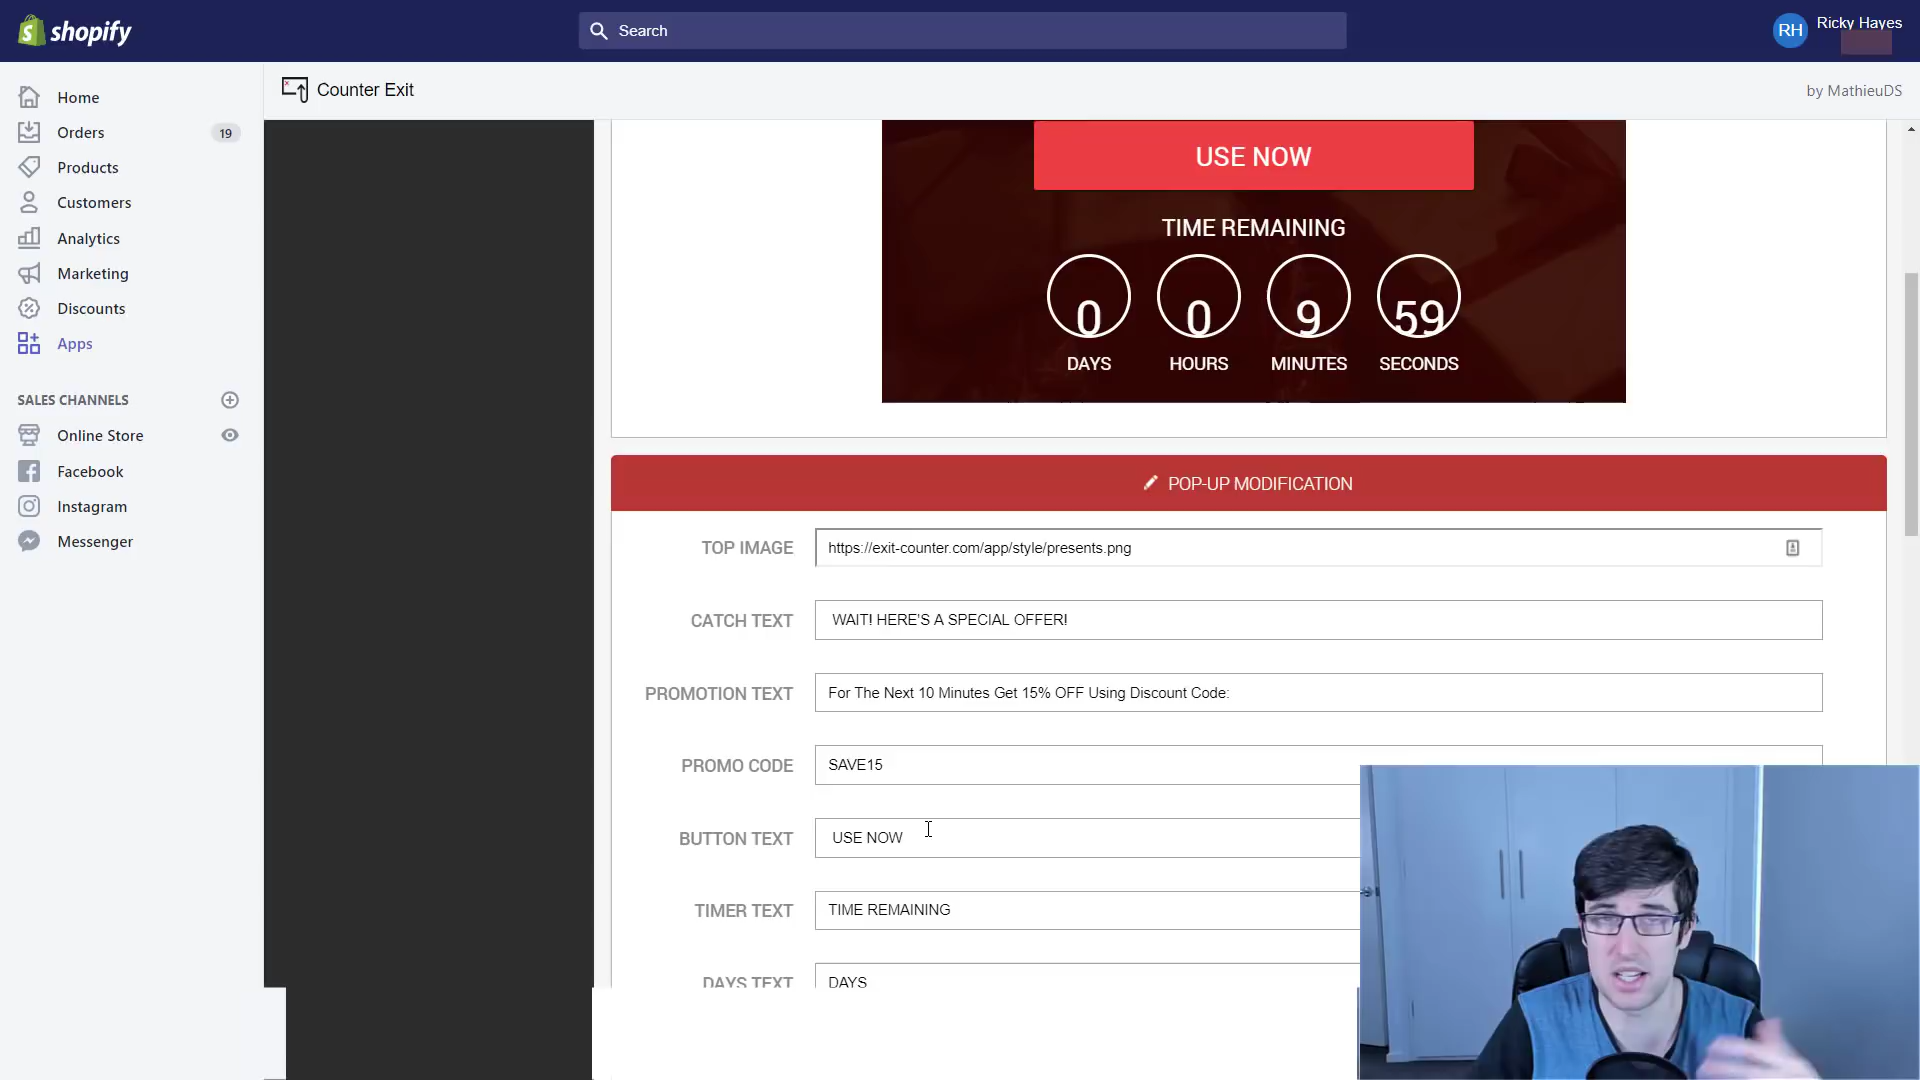 shopify
Search
RH
Ricky Hayes
Counter Exit
by MathieuDS
Home
Orders
19
Products
Customers
Analytics
Marketing
Discounts
Apps
SALES CHANNELS
Online Store
Facebook
Instagram
Messenger
USE NOW
TIME REMAINING
0 0 9 59
DAYS HOURS MINUTES SECONDS
POP-UP MODIFICATION
TOP IMAGE https://exit-counter.com/app/style/presents.png
CATCH TEXT WAIT! HERE'S A SPECIAL OFFER!
PROMOTION TEXT For The Next 10 Minutes Get 15% OFF Using Discount Code:
PROMO CODE SAVE15
BUTTON TEXT USE NOW
TIMER TEXT TIME REMAINING
DAYS TEXT DAYS